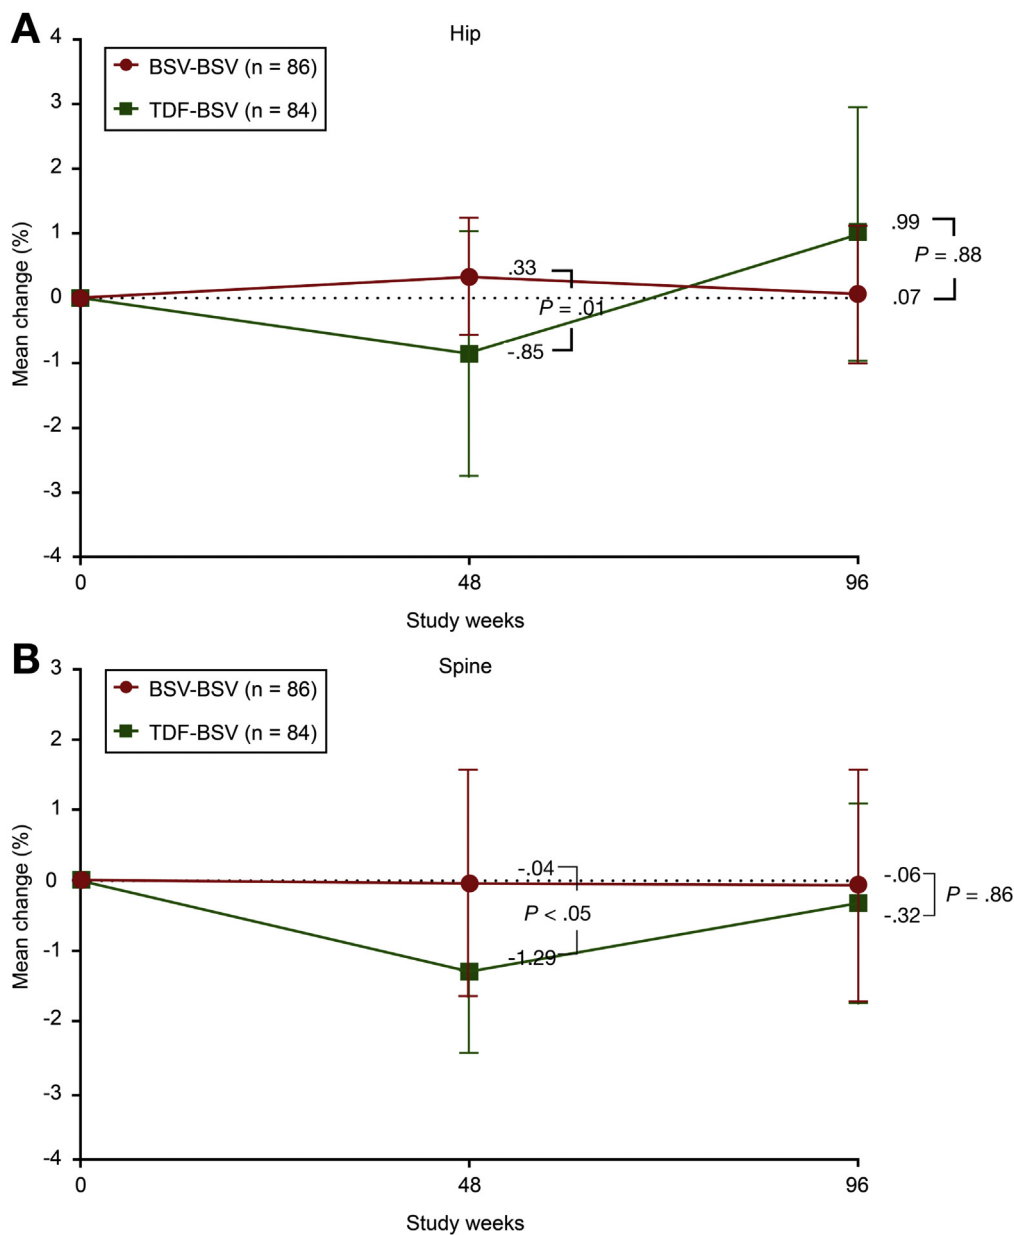 A
Hip
4
3
2
1
0
-1
-2
-3
-4
Mean change (%)
BSV-BSV (n = 86)
TDF-BSV (n = 84)
.33
P = .01
-.85
.99
P = .88
.07
0
48
96
Study weeks
B
Spine
3
2
1
0
-1
-2
-3
-4
Mean change (%)
BSV-BSV (n = 86)
TDF-BSV (n = 84)
-.04
P < .05
-1.29
-.06
P = .86
-.32
0
48
96
Study weeks